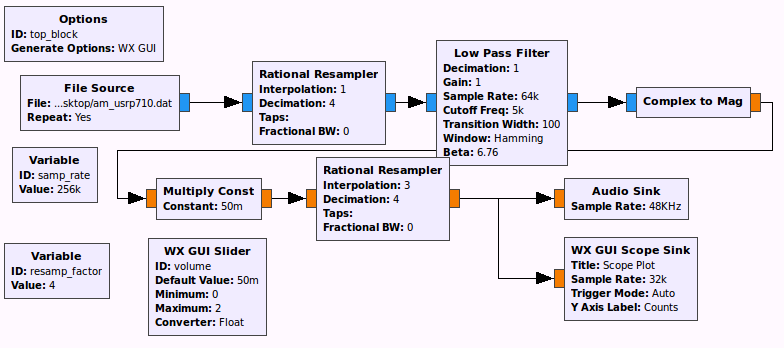 Options
ID: top_block
Generate Options: WX GUI
File Source
File: ...sktop/am_usrp710.dat
Repeat: Yes
Rational Resampler
Interpolation: 1
Decimation: 4
Taps:
Fractional BW: 0
Low Pass Filter
Decimation: 1
Gain: 1
Sample Rate: 64k
Cutoff Freq: 5k
Transition Width: 100
Window: Hamming
Beta: 6.76
Complex to Mag
Variable
ID: samp_rate
Value: 256k
Multiply Const
Constant: 50m
Rational Resampler
Interpolation: 3
Decimation: 4
Taps:
Fractional BW: 0
Audio Sink
Sample Rate: 48KHz
Variable
ID: resamp_factor
Value: 4
WX GUI Slider
ID: volume
Default Value: 50m
Minimum: 0
Maximum: 2
Converter: Float
WX GUI Scope Sink
Title: Scope Plot
Sample Rate: 32k
Trigger Mode: Auto
Y Axis Label: Counts